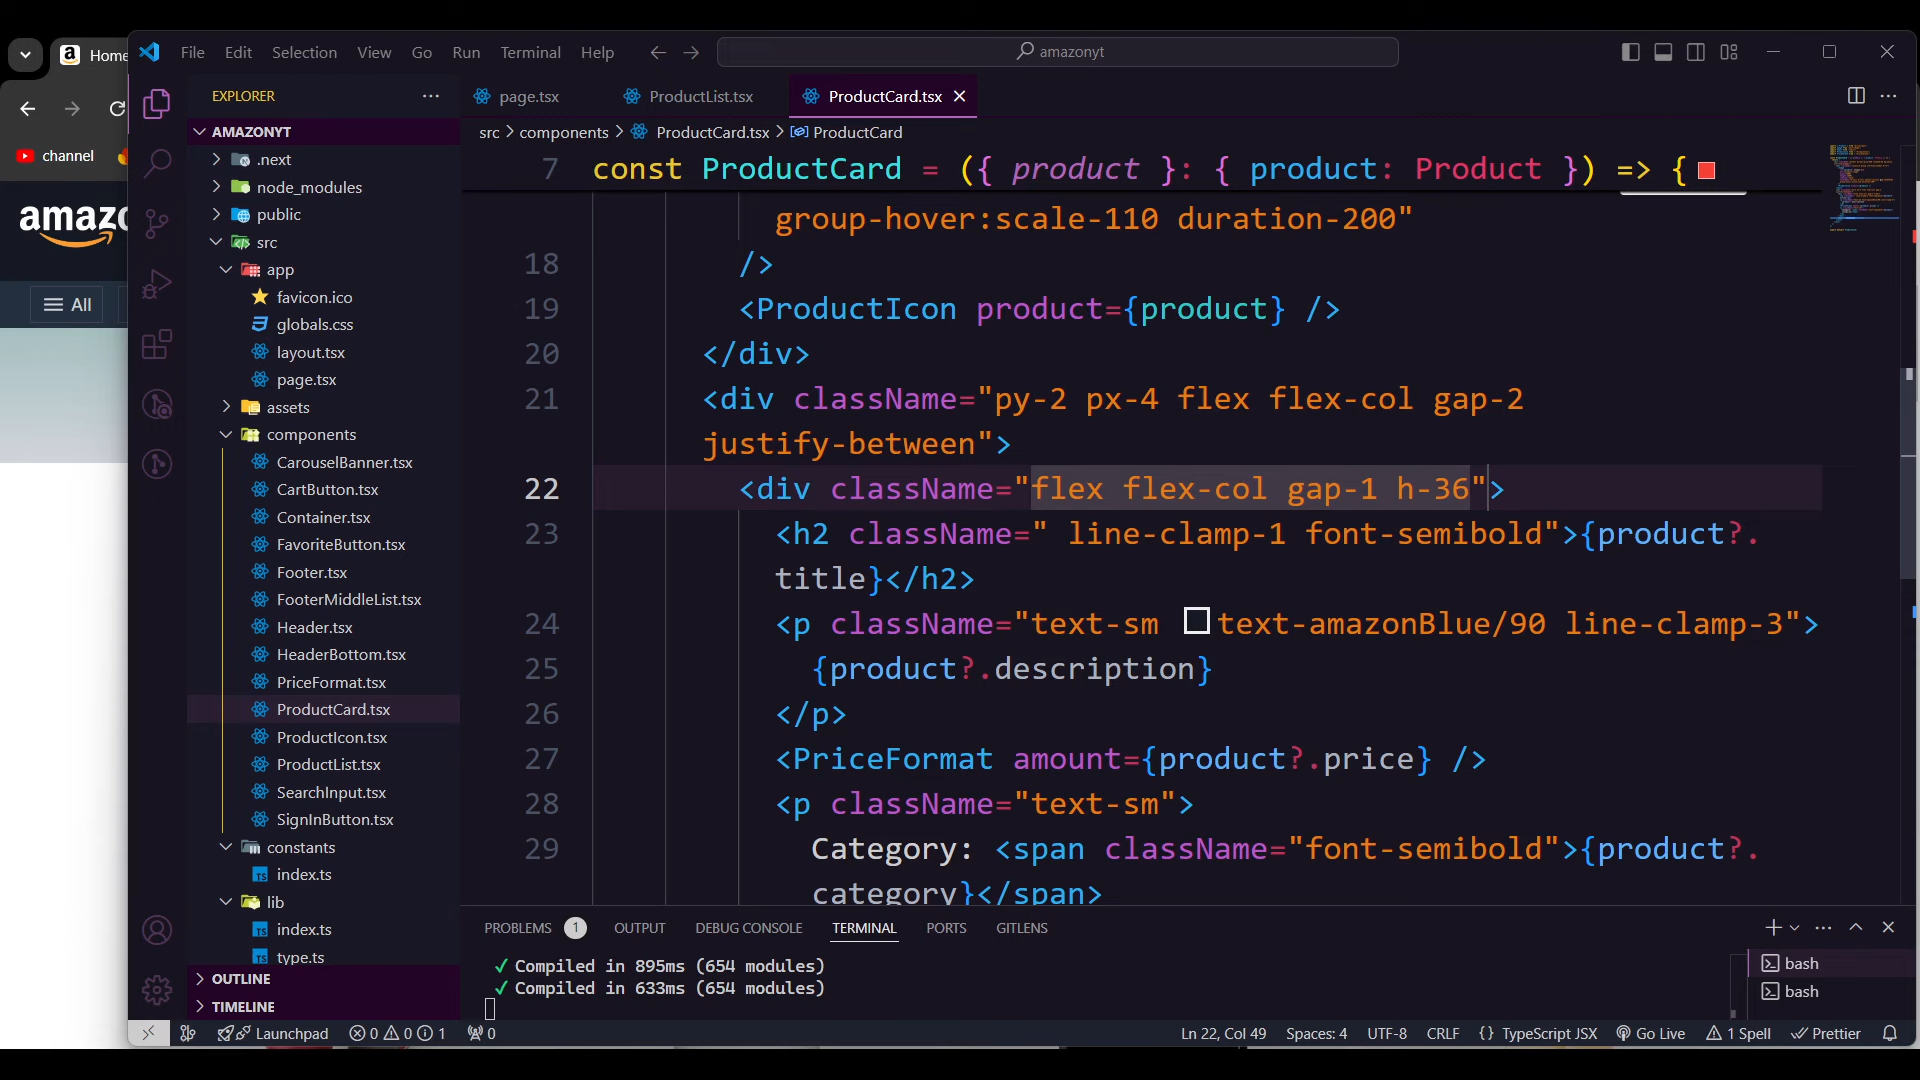 Home
File Edit Selection View Go Run Terminal Help
amazonyt
EXPLORER
page.tsx ProductList.tsx ProductCard.tsx
channel
AMAZONYT
src > components > ProductCard.tsx > ProductCard
.next
node_modules
public
src
app
favicon.ico
globals.css
layout.tsx
page.tsx
assets
components
CarouselBanner.tsx
CartButton.tsx
Container.tsx
FavoriteButton.tsx
Footer.tsx
FooterMiddleList.tsx
Header.tsx
HeaderBottom.tsx
PriceFormat.tsx
ProductCard.tsx
ProductIcon.tsx
ProductList.tsx
SearchInput.tsx
SignInButton.tsx
constants
index.ts
lib
index.ts
type.ts
OUTLINE
TIMELINE
amazo
All
7 const ProductCard = ({ product }: { product: Product }) => {
group-hover:scale-110 duration-200"
18 />
19 <ProductIcon product={product} />
20 </div>
21 <div className="py-2 px-4 flex flex-col gap-2
justify-between">
22 <div className="flex flex-col gap-1 h-36">
23 <h2 className=" line-clamp-1 font-semibold">{product?.
title}</h2>
24 <p className="text-sm text-amazonBlue/90 line-clamp-3">
25 {product?.description}
26 </p>
27 <PriceFormat amount={product?.price} />
28 <p className="text-sm">
29 Category: <span className="font-semibold">{product?.
category}</span>
PROBLEMS 1 OUTPUT DEBUG CONSOLE TERMINAL PORTS GITLENS
✓ Compiled in 895ms (654 modules)
✓ Compiled in 633ms (654 modules)
bash
bash
Launchpad 0 0 1 0 Ln 22, Col 49 Spaces: 4 UTF-8 CRLF {} TypeScript JSX Go Live 1 Spell Prettier